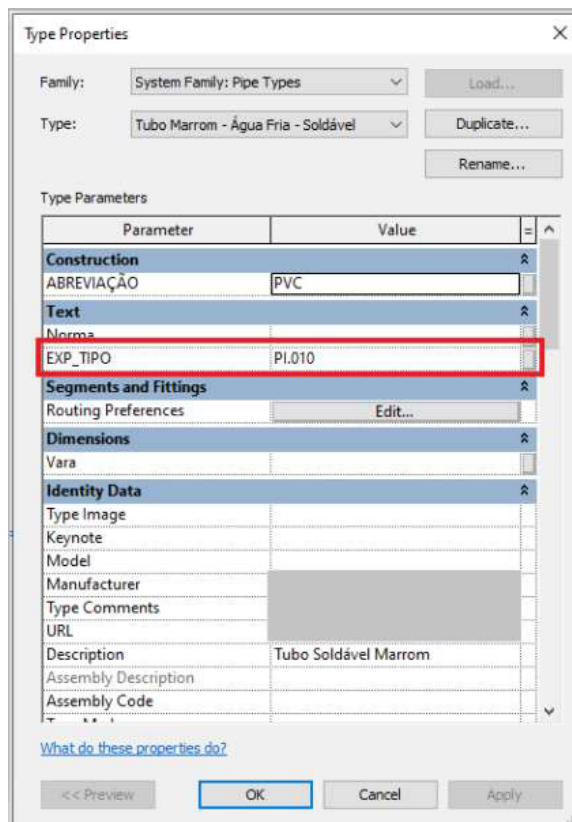 Type Properties
Family: System Family: Pipe Types Load...
Type: Tubo Marrom - Água Fria - Soldável Duplicate...
Rename...
Type Parameters
Parameter Value =
Construction
ABREVIAÇÃO PVC
Text
Norma
EXP_TIPO PI.010
Segments and Fittings
Routing Preferences Edit...
Dimensions
Vara
Identity Data
Type Image
Keynote
Model
Manufacturer
Type Comments
URL
Description Tubo Soldável Marrom
Assembly Description
Assembly Code
What do these properties do?
<< Preview OK Cancel Apply